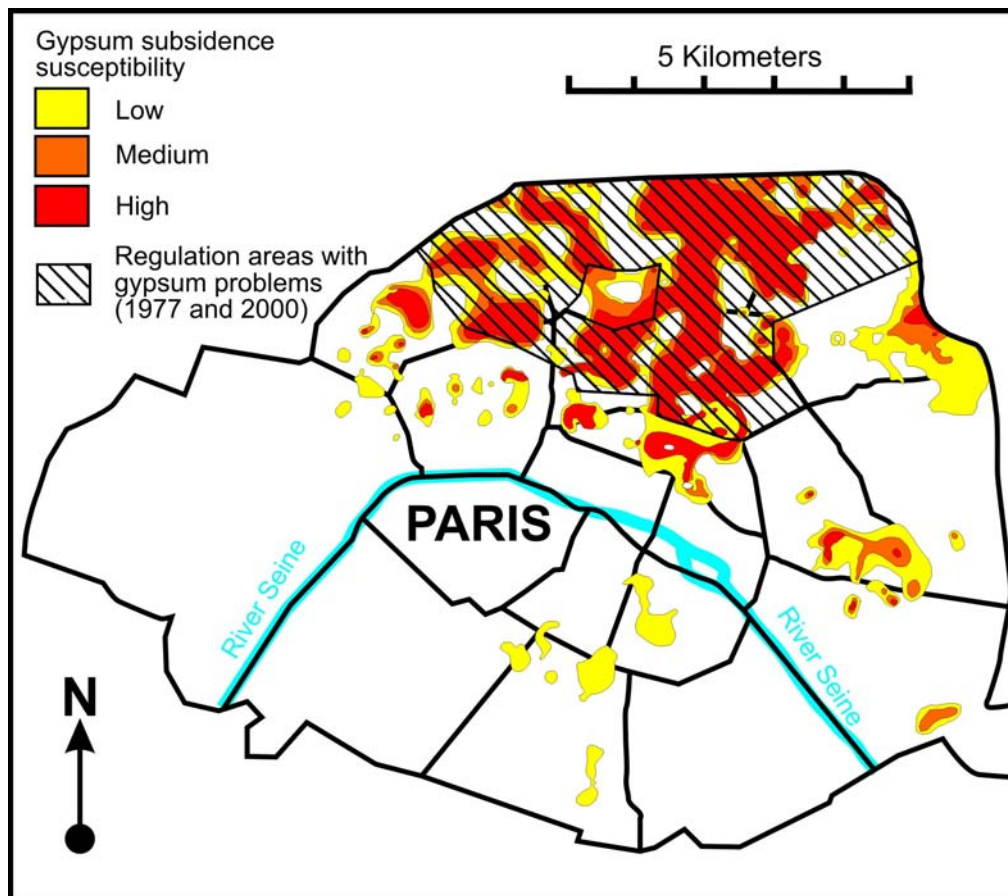 Gypsum subsidence
susceptibility
Low
Medium
High
Regulation areas with
gypsum problems
(1977 and 2000)
5 Kilometers
PARIS
River Seine
River Seine
N